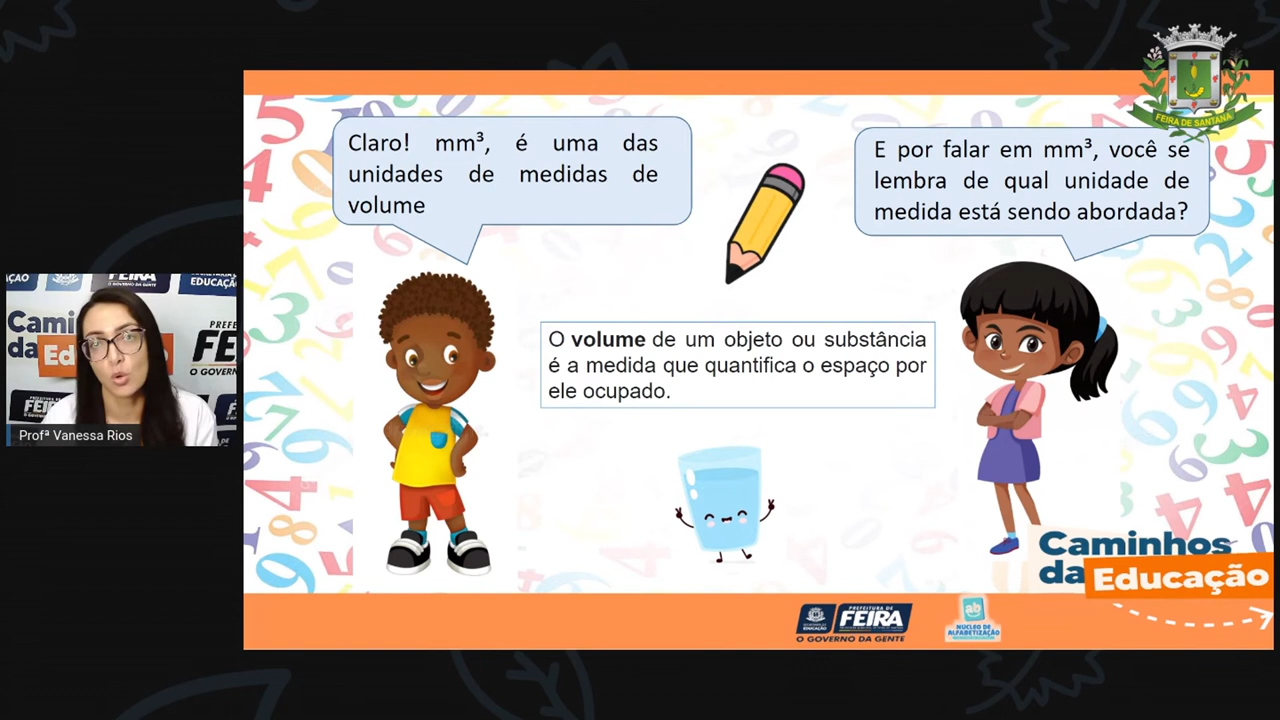 FEIRA DE SANTANA
Claro! mm³, é uma das
unidades de medidas de
volume
E por falar em mm³, você se
lembra de qual unidade de
medida está sendo abordada?
O volume de um objeto ou substância
é a medida que quantifica o espaço por
ele ocupado.
Profª Vanessa Rios
Caminhos
da Educação
PREFEITURA DE
FEIRA
O GOVERNO DA GENTE
EDUCAÇÃO
ab
NÚCLEO DE
ALFABETIZAÇÃO